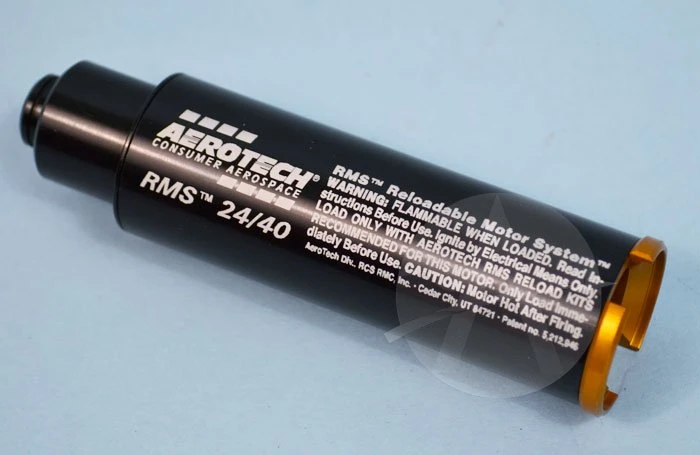 AEROTECH®
CONSUMER AEROSPACE
RMS™ 24/40
RMS™ Reloadable Motor System™
WARNING: FLAMMABLE WHEN LOADED. Read In-
structions Before Use. Ignite by Electrical Means Only.
LOAD ONLY WITH AEROTECH RMS RELOAD KITS
RECOMMENDED FOR THIS MOTOR. Only Load Imme-
diately Before Use. CAUTION: Motor Hot After Firing.
AeroTech Div., RCS RMC, Inc. · Cedar City, UT 84721 · Patent no. 5,212,946